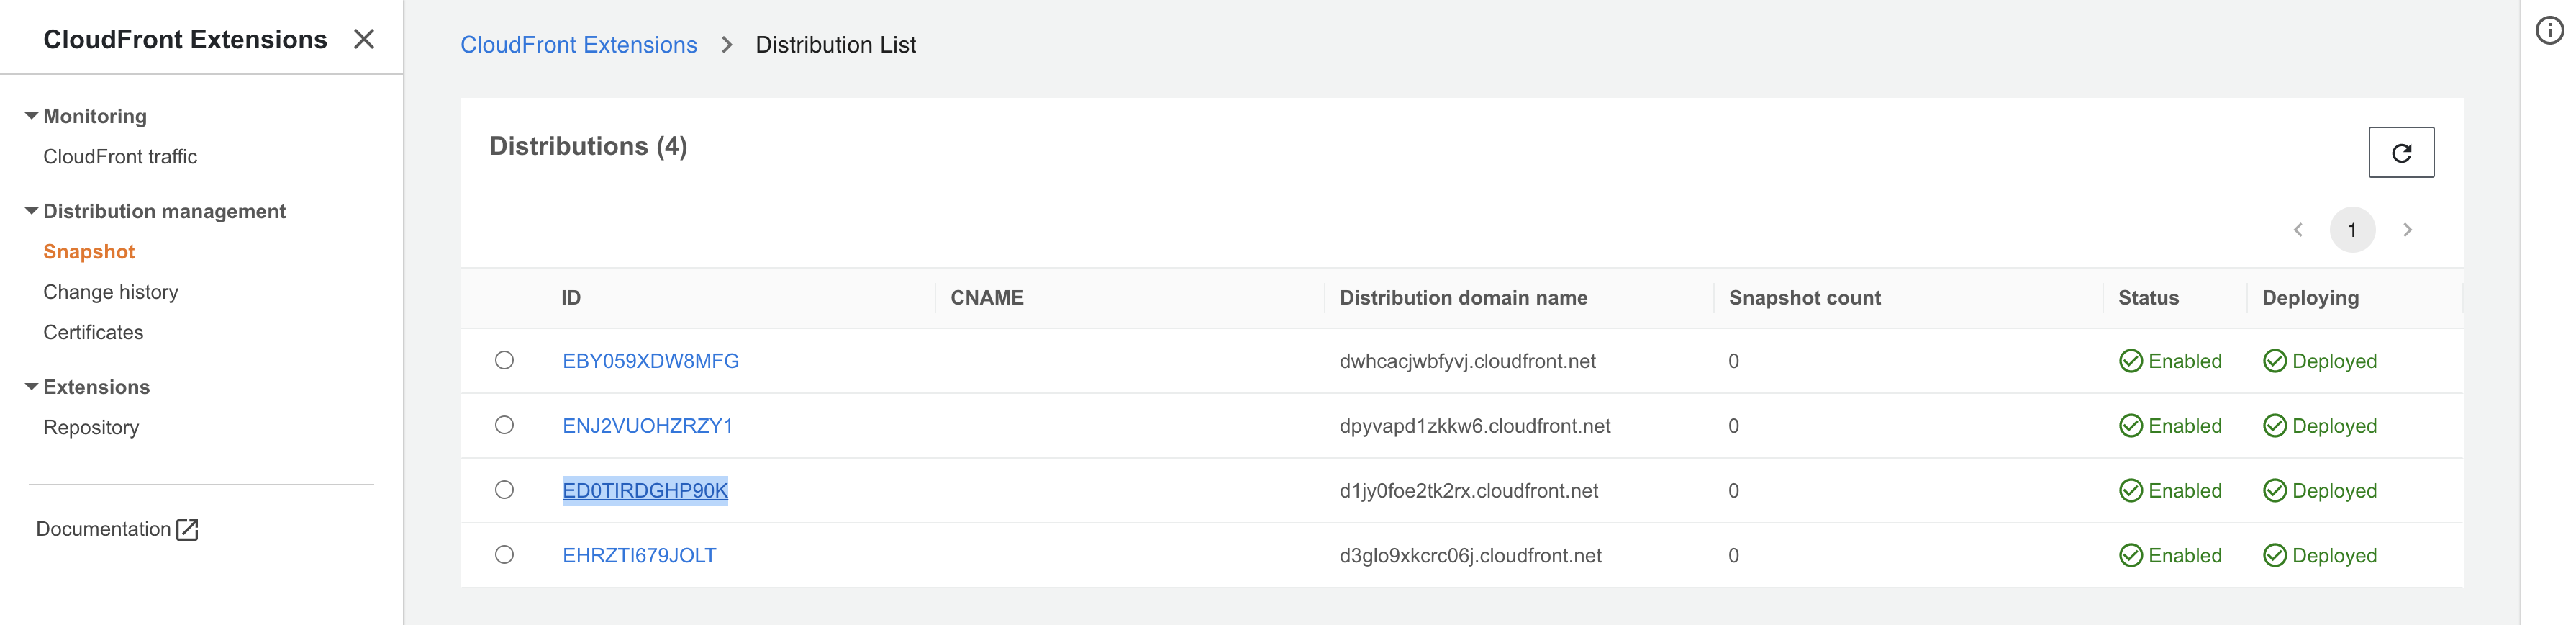 CloudFront Extensions
Monitoring
CloudFront traffic
Distribution management
Snapshot
Change history
Certificates
Extensions
Repository
Documentation
CloudFront Extensions > Distribution List
Distributions (4)
1
ID CNAME Distribution domain name Snapshot count Status Deploying
EBY059XDW8MFG dwhcacjwbfyvj.cloudfront.net 0 Enabled Deployed
ENJ2VUOHZRZY1 dpyvapd1zkkw6.cloudfront.net 0 Enabled Deployed
ED0TIRDGHP90K d1jy0foe2tk2rx.cloudfront.net 0 Enabled Deployed
EHRZTI679JOLT d3glo9xkcrc06j.cloudfront.net 0 Enabled Deployed